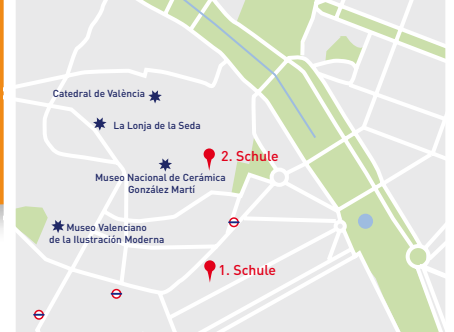 Catedral de València
La Lonja de la Seda
2. Schule
Museo Nacional de Cerámica
González Martí
Museo Valenciano
de la Ilustración Moderna
1. Schule